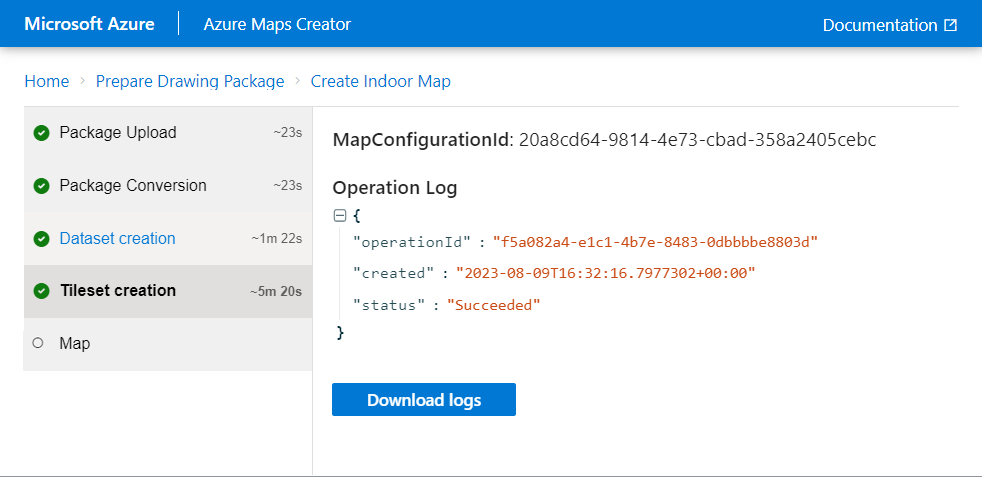 Microsoft Azure Azure Maps Creator Documentation
Home > Prepare Drawing Package > Create Indoor Map
Package Upload ~23s
Package Conversion ~23s
Dataset creation ~1m 22s
Tileset creation ~5m 20s
Map
MapConfigurationId: 20a8cd64-9814-4e73-cbad-358a2405cebc
Operation Log
{
"operationId" : "f5a082a4-e1c1-4b7e-8483-0dbbbbe8803d"
"created" : "2023-08-09T16:32:16.7977302+00:00"
"status" : "Succeeded"
}
Download logs